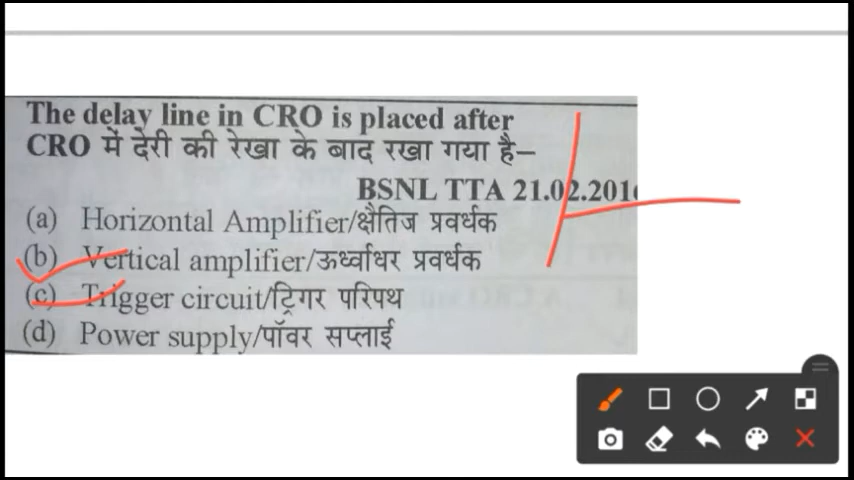 The delay line in CRO is placed after
CRO में देरी की रेखा के बाद रखा गया है–
BSNL TTA 21.02.2016
(a) Horizontal Amplifier/क्षैतिज प्रवर्धक
(b) Vertical amplifier/ऊर्ध्वाधर प्रवर्धक
(c) Trigger circuit/ट्रिगर परिपथ
(d) Power supply/पॉवर सप्लाई